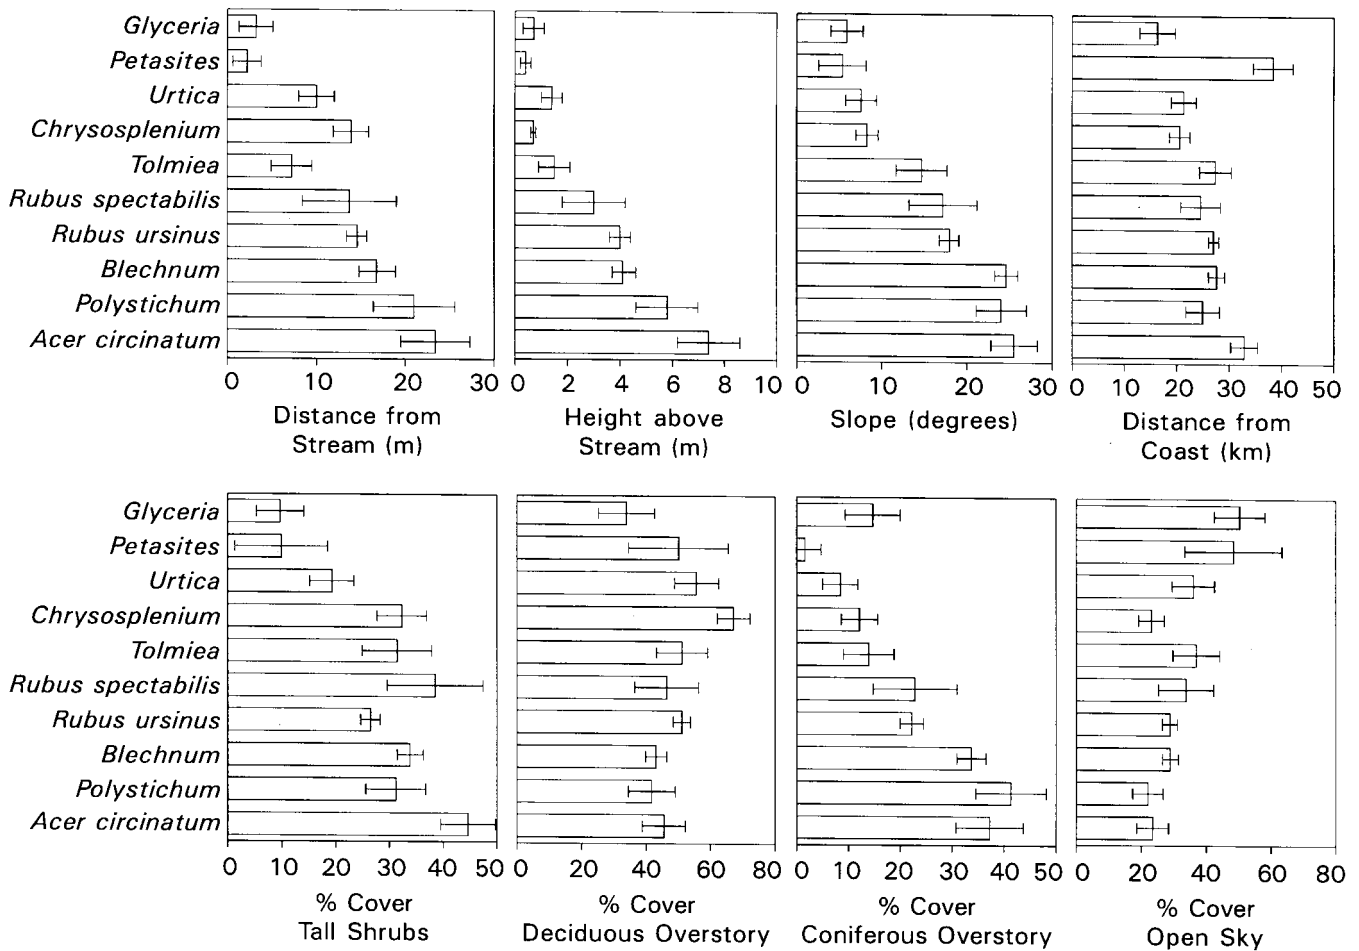 Glyceria
Petasites
Urtica
Chrysosplenium
Tolmiea
Rubus spectabilis
Rubus ursinus
Blechnum
Polystichum
Acer circinatum
0 10 20 30
Distance from
Stream (m)
0 2 4 6 8 10
Height above
Stream (m)
0 10 20 30
Slope (degrees)
0 10 20 30 40 50
Distance from
Coast (km)
Glyceria
Petasites
Urtica
Chrysosplenium
Tolmiea
Rubus spectabilis
Rubus ursinus
Blechnum
Polystichum
Acer circinatum
0 10 20 30 40 50
% Cover
Tall Shrubs
0 20 40 60 80
% Cover
Deciduous Overstory
0 10 20 30 40 50
% Cover
Coniferous Overstory
0 20 40 60 80
% Cover
Open Sky